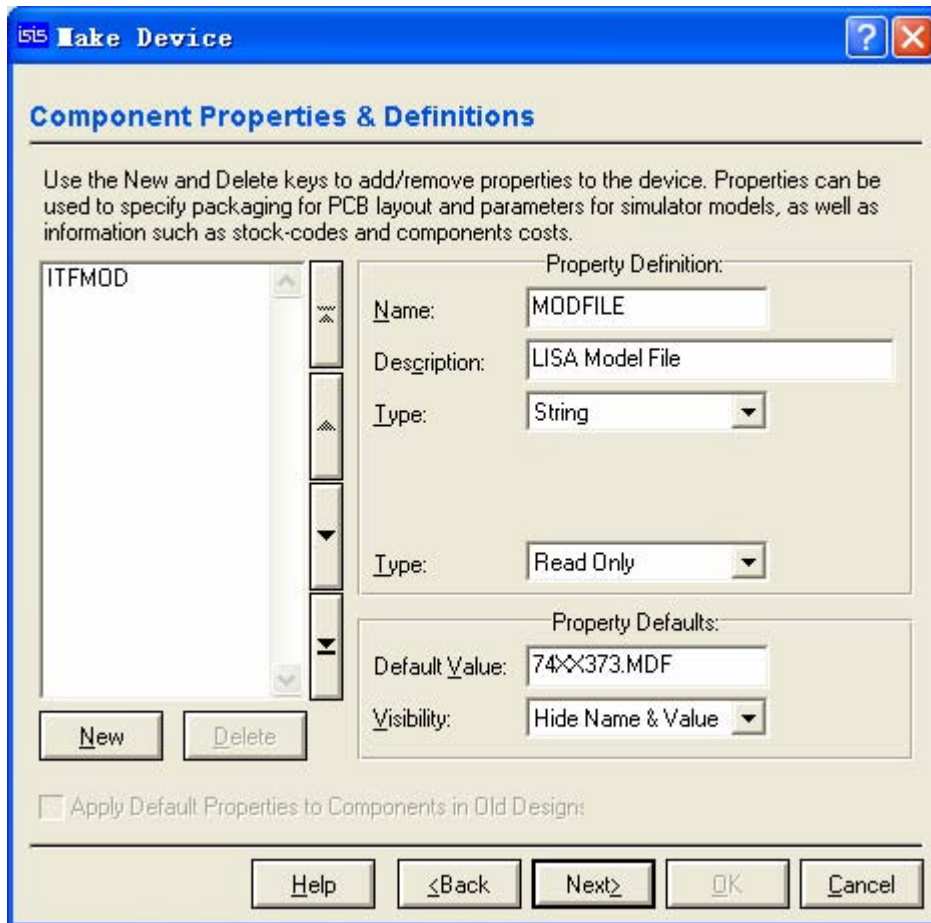 isis Make Device
Component Properties & Definitions
Use the New and Delete keys to add/remove properties to the device. Properties can be
used to specify packaging for PCB layout and parameters for simulator models, as well as
information such as stock-codes and components costs.
ITFMOD
Property Definition:
Name: MODFILE
Description: LISA Model File
Type: String
Type: Read Only
Property Defaults:
Default Value: 74XX373.MDF
Visibility: Hide Name & Value
New Delete
Apply Default Properties to Components in Old Designs
Help <Back Next> OK Cancel